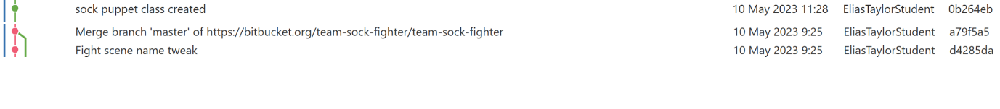 sock puppet class created 10 May 2023 11:28 EliasTaylorStudent 0b264eb
Merge branch 'master' of https://bitbucket.org/team-sock-fighter/team-sock-fighter 10 May 2023 9:25 EliasTaylorStudent a79f5a5
Fight scene name tweak 10 May 2023 9:25 EliasTaylorStudent d4285da